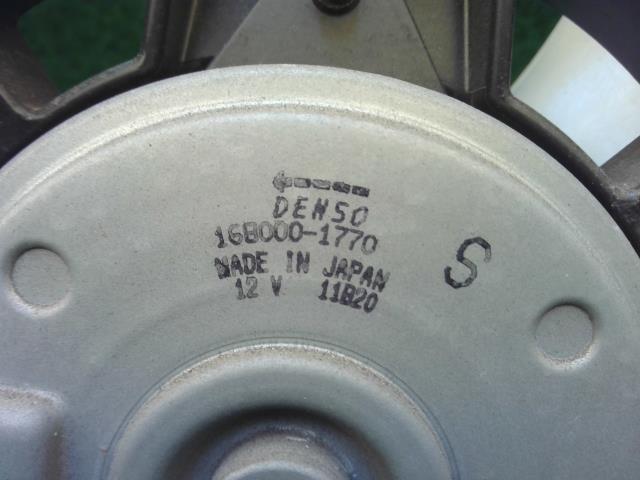 DENSO
168000-1770
MADE IN JAPAN
12 V 11B20
S